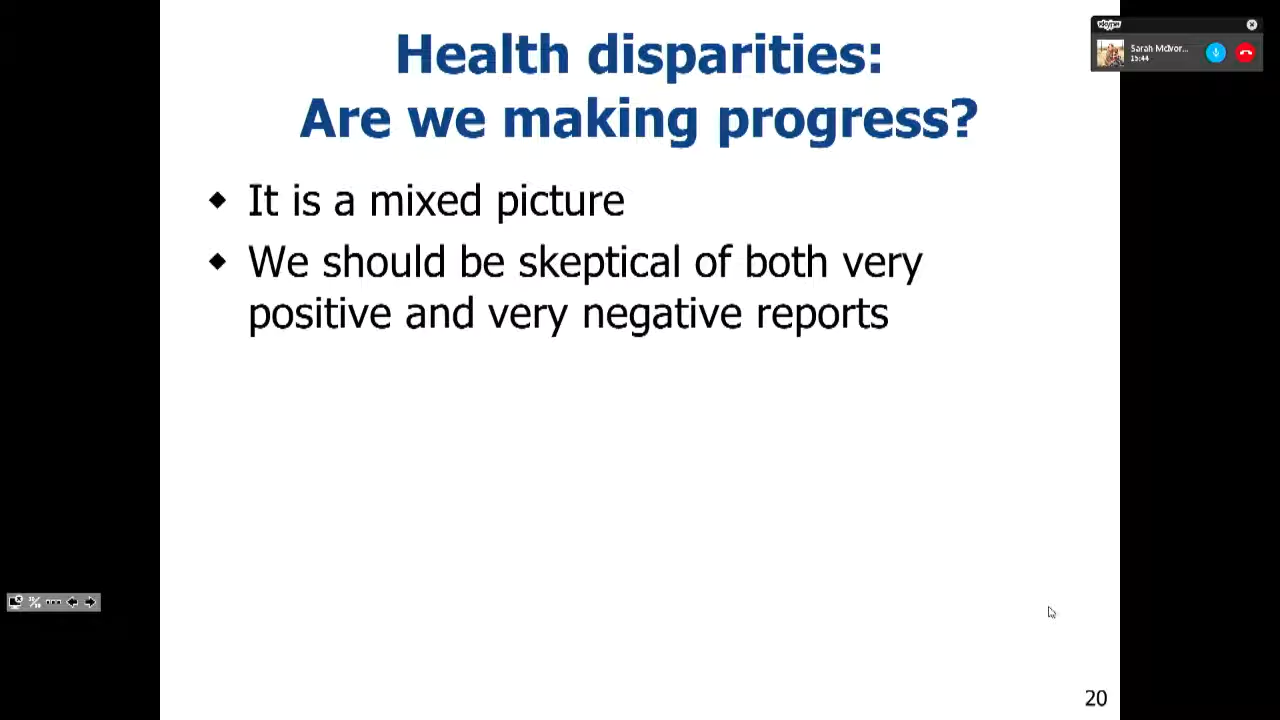 Health disparities:
Are we making progress?
It is a mixed picture
We should be skeptical of both very
positive and very negative reports
20
skype
Sarah McIvor...
15:44